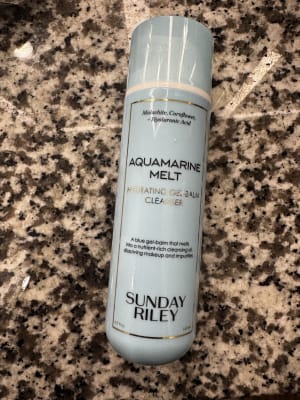 Malachite, Cornflower,
+ Hyaluronic Acid
AQUAMARINE
MELT
HYDRATING GEL-BALM
CLEANSER
A blue gel-balm that melts
into a nutrient-rich cleansing oil
dissolving makeup and impurities
SUNDAY
RILEY